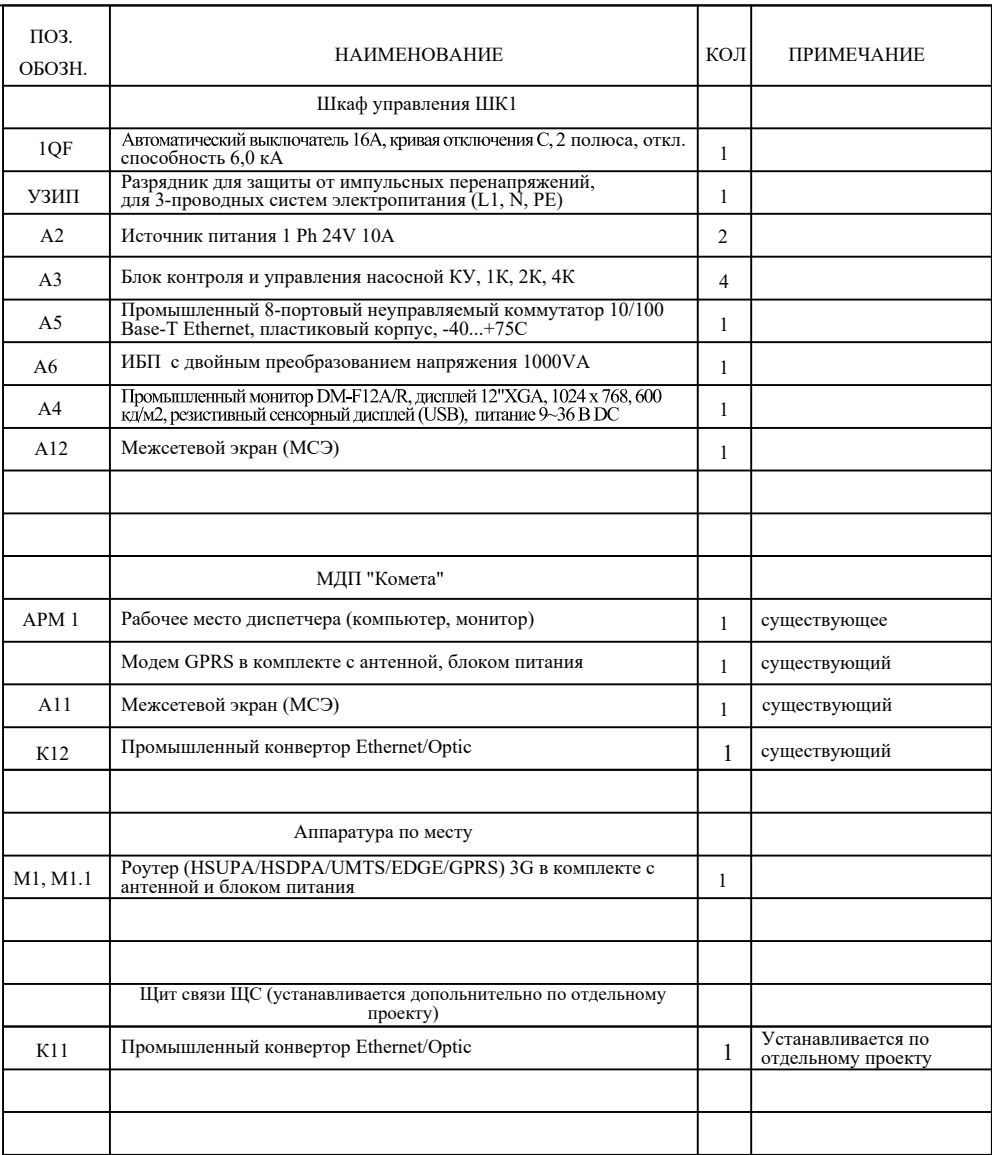 ПОЗ.
ОБОЗН.
НАИМЕНОВАНИЕ
КОЛ
ПРИМЕЧАНИЕ
Шкаф управления ШК1
1QF
Автоматический выключатель 16А, кривая отключения С, 2 полюса, откл.
способность 6,0 кА
1
УЗИП
Разрядник для защиты от импульсных перенапряжений,
для 3-проводных систем электропитания (L1, N, PE)
1
А2
Источник питания 1 Ph 24V 10A
2
А3
Блок контроля и управления насосной КУ, 1К, 2К, 4К
4
А5
Промышленный 8-портовый неуправляемый коммутатор 10/100
Base-T Ethernet, пластиковый корпус, -40...+75С
1
А6
ИБП с двойным преобразованием напряжения 1000VA
1
А4
Промышленный монитор DM-F12A/R, дисплей 12"XGA, 1024 x 768, 600
кд/м2, резистивный сенсорный дисплей (USB), питание 9~36 В DC
1
А12
Межсетевой экран (МСЭ)
1
МДП "Комета"
АРМ 1
Рабочее место диспетчера (компьютер, монитор)
1
существующее
Модем GPRS в комплекте с антенной, блоком питания
1
существующий
А11
Межсетевой экран (МСЭ)
1
существующий
К12
Промышленный конвертор Ethernet/Optic
1
существующий
Аппаратура по месту
М1, М1.1
Роутер (HSUPA/HSDPA/UMTS/EDGE/GPRS) 3G в комплекте с
антенной и блоком питания
1
Щит связи ЩС (устанавливается допольнительно по отдельному
проекту)
К11
Промышленный конвертор Ethernet/Optic
1
Устанавливается по
отдельному проекту